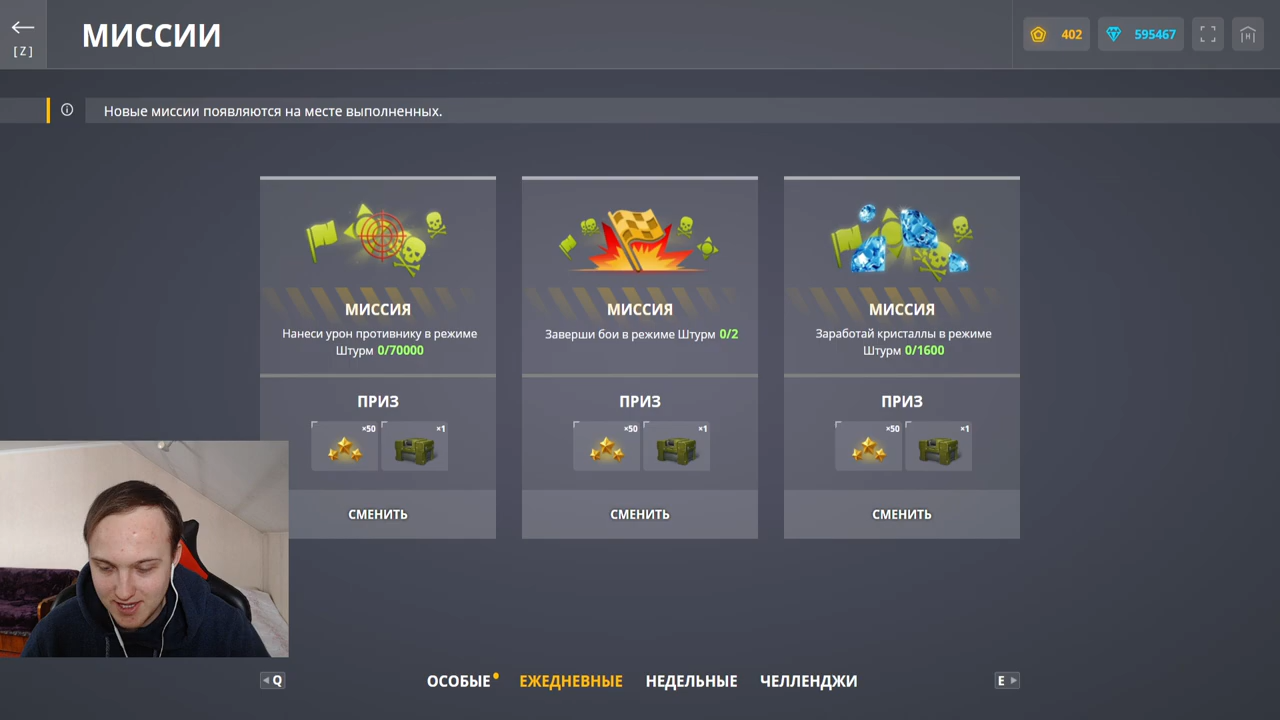 [Z]
МИССИИ
402
595467
Новые миссии появляются на месте выполненных.
МИССИЯ
Нанеси урон противнику в режиме
Штурм 0/70000
ПРИЗ
×50
×1
СМЕНИТЬ
МИССИЯ
Заверши бои в режиме Штурм 0/2
ПРИЗ
×50
×1
СМЕНИТЬ
МИССИЯ
Заработай кристаллы в режиме
Штурм 0/1600
ПРИЗ
×50
×1
СМЕНИТЬ
Q
ОСОБЫЕ
ЕЖЕДНЕВНЫЕ
НЕДЕЛЬНЫЕ
ЧЕЛЛЕНДЖИ
E